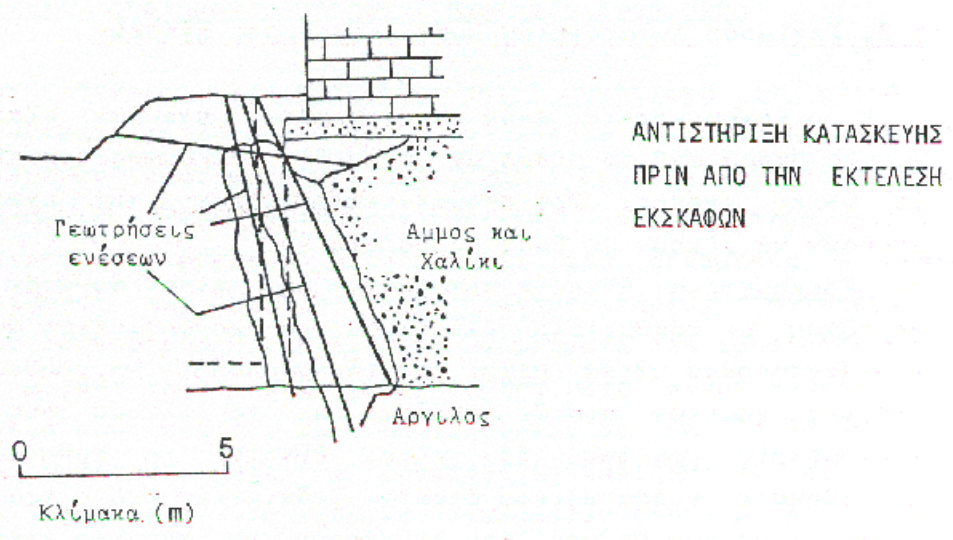 ΑΝΤΙΣΤΗΡΙΞΗ ΚΑΤΑΣΚΕΥΗΣ
ΠΡΙΝ ΑΠΟ ΤΗΝ ΕΚΤΕΛΕΣΗ
ΕΚΣΚΑΦΩΝ
Γεωτρήσεις
ενέσεων
Αμμος και
Χαλίκι
Αργιλος
0 5
Κλίμακα (m)